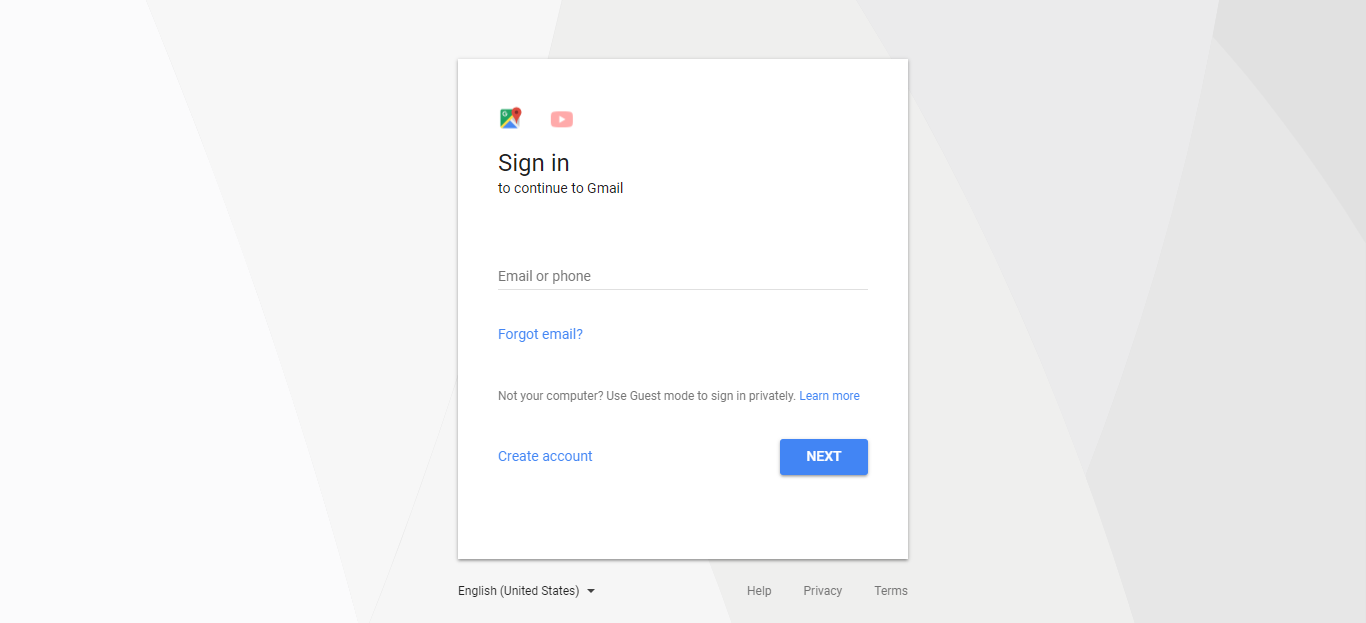 Sign in
to continue to Gmail
Email or phone
Forgot email?
Not your computer? Use Guest mode to sign in privately. Learn more
Create account
NEXT
English (United States)
Help
Privacy
Terms